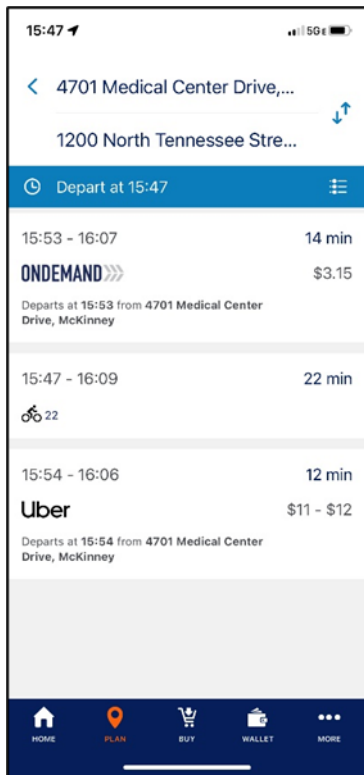 15:47
5GE
4701 Medical Center Drive,...
1200 North Tennessee Stre...
Depart at 15:47
15:53 - 16:07 14 min
ONDEMAND $3.15
Departs at 15:53 from 4701 Medical Center
Drive, McKinney
15:47 - 16:09 22 min
22
15:54 - 16:06 12 min
Uber $11 - $12
Departs at 15:54 from 4701 Medical Center
Drive, McKinney
HOME PLAN BUY WALLET MORE